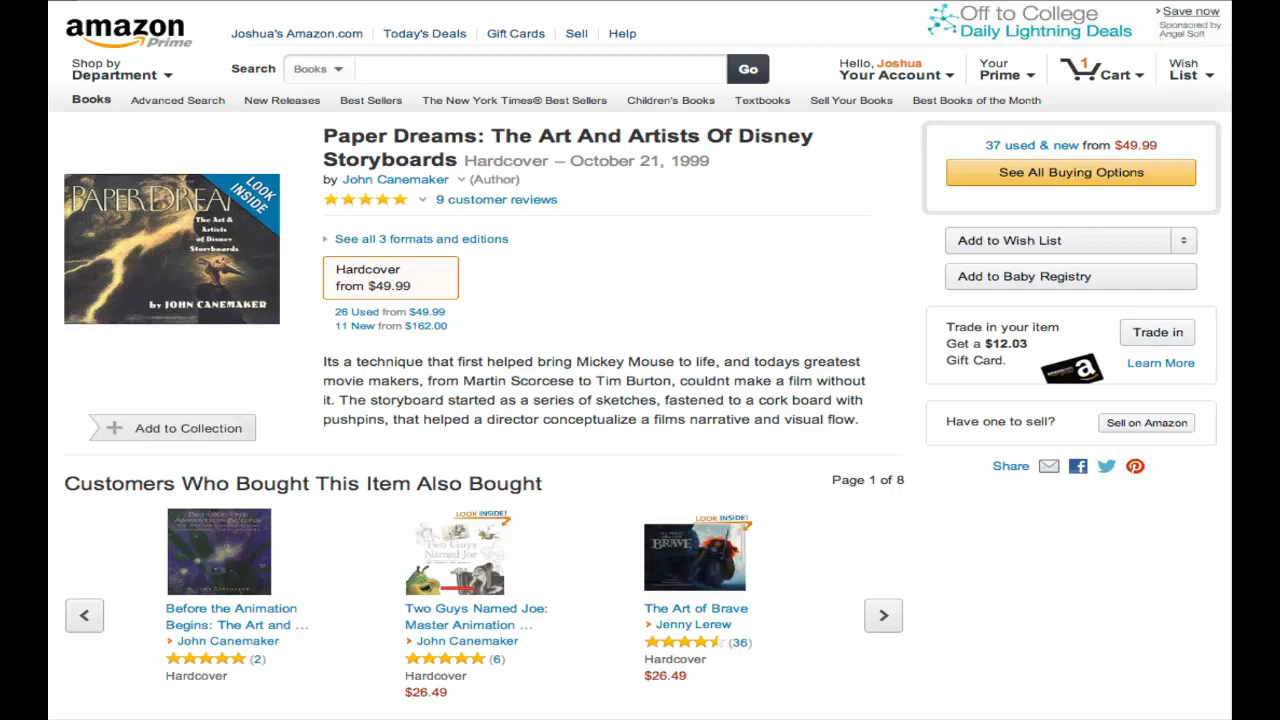 amazon
Prime
Joshua's Amazon.com
Today's Deals
Gift Cards
Sell
Help
Off to College
Daily Lightning Deals
Save now
Sponsored by
Angel Soft
Shop by
Department
Search
Books
Go
Hello, Joshua
Your Account
Your
Prime
1
Cart
Wish
List
Books
Advanced Search
New Releases
Best Sellers
The New York Times® Best Sellers
Children's Books
Textbooks
Sell Your Books
Best Books of the Month
PAPER DREAM
LOOK
INSIDE
The Art &
Artists
of Disney
Storyboards
by JOHN CANEMAKER
Add to Collection
Paper Dreams: The Art And Artists Of Disney
Storyboards Hardcover – October 21, 1999
by John Canemaker (Author)
9 customer reviews
See all 3 formats and editions
Hardcover
from $49.99
26 Used from $49.99
11 New from $162.00
Its a technique that first helped bring Mickey Mouse to life, and todays greatest
movie makers, from Martin Scorcese to Tim Burton, couldnt make a film without
it. The storyboard started as a series of sketches, fastened to a cork board with
pushpins, that helped a director conceptualize a films narrative and visual flow.
37 used & new from $49.99
See All Buying Options
Add to Wish List
Add to Baby Registry
Trade in your item
Get a $12.03
Gift Card.
Trade in
Learn More
a
Have one to sell?
Sell on Amazon
Share
Customers Who Bought This Item Also Bought
Page 1 of 8
BEFORE THE
ANIMATION BEGINS
Before the Animation
Begins: The Art and ...
John Canemaker
(2)
Hardcover
LOOK INSIDE!
Two Guys
Named Joe
Two Guys Named Joe:
Master Animation ...
John Canemaker
(6)
Hardcover
$26.49
LOOK INSIDE!
BRAVE
The Art of Brave
Jenny Lerew
(36)
Hardcover
$26.49